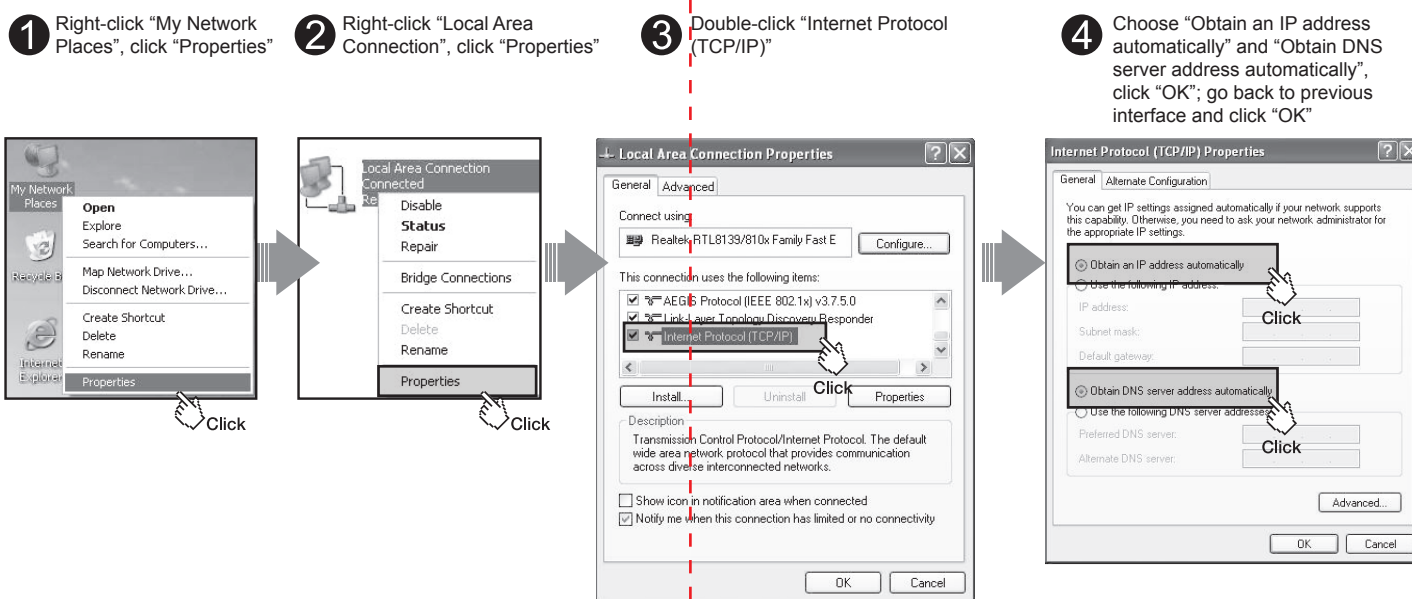 1 Right-click “My Network
Places”, click “Properties”
2 Right-click “Local Area
Connection”, click “Properties”
3 Double-click “Internet Protocol
(TCP/IP)”
4 Choose “Obtain an IP address
automatically” and “Obtain DNS
server address automatically”,
click “OK”; go back to previous
interface and click “OK”
My Network
Places
Recycle
Internet
Explorer
Open
Explore
Search for Computers...
Map Network Drive...
Disconnect Network Drive...
Create Shortcut
Delete
Rename
Properties
Click
Local Area Connection
Connected
Re
Disable
Status
Repair
Bridge Connections
Create Shortcut
Delete
Rename
Properties
Click
Local Area Connection Properties
General
Advanced
Connect using
Realtek RTL8139/810x Family Fast E
Configure...
This connection uses the following items:
AEGIS Protocol (IEEE 802.1x) v3.7.5.0
Link-Layer Topology Discovery Responder
Internet Protocol (TCP/IP)
Click
Install...
Uninstall
Properties
Description
Transmission Control Protocol/Internet Protocol. The default
wide area network protocol that provides communication
across diverse interconnected networks.
Show icon in notification area when connected
Notify me when this connection has limited or no connectivity
OK
Cancel
Internet Protocol (TCP/IP) Properties
General
Alternate Configuration
You can get IP settings assigned automatically if your network supports
this capability. Otherwise, you need to ask your network administrator for
the appropriate IP settings.
Obtain an IP address automatically
Use the following IP address:
IP address:
Click
Subnet mask:
Default gateway:
Obtain DNS server address automatically
Use the following DNS server addresses
Preferred DNS server:
Click
Alternate DNS server:
Advanced...
OK
Cancel